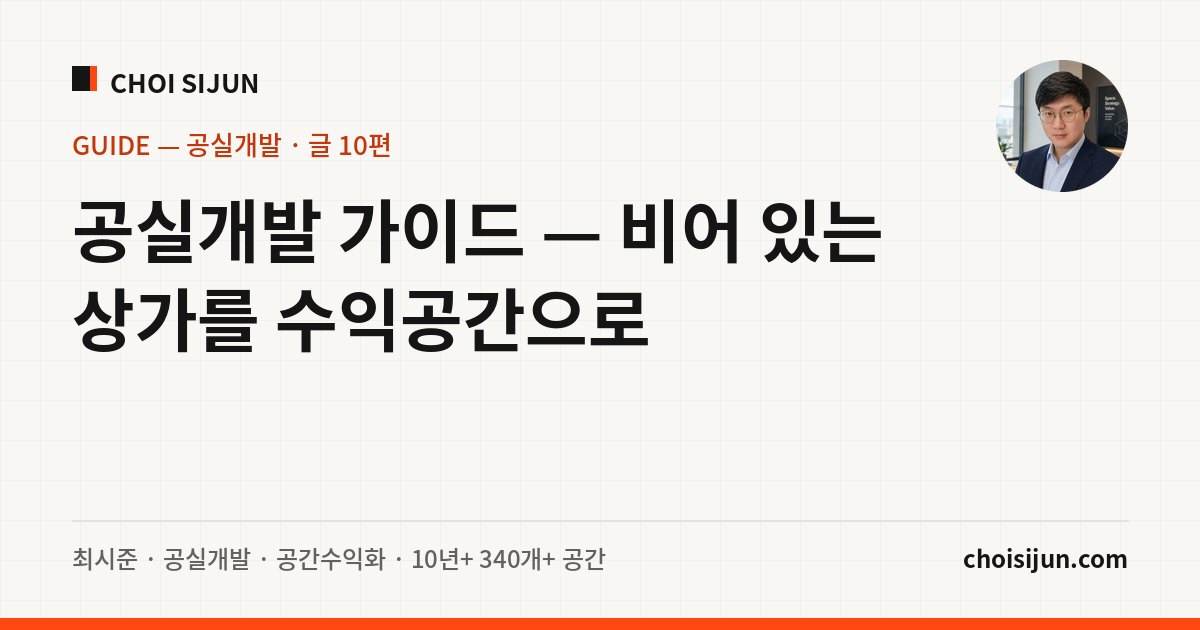 CHOI SIJUN
GUIDE — 공실개발 · 글 10편
공실개발 가이드 — 비어 있는
상가를 수익공간으로
최시준 · 공실개발 · 공간수익화 · 10년+ 340개+ 공간
choisijun.com